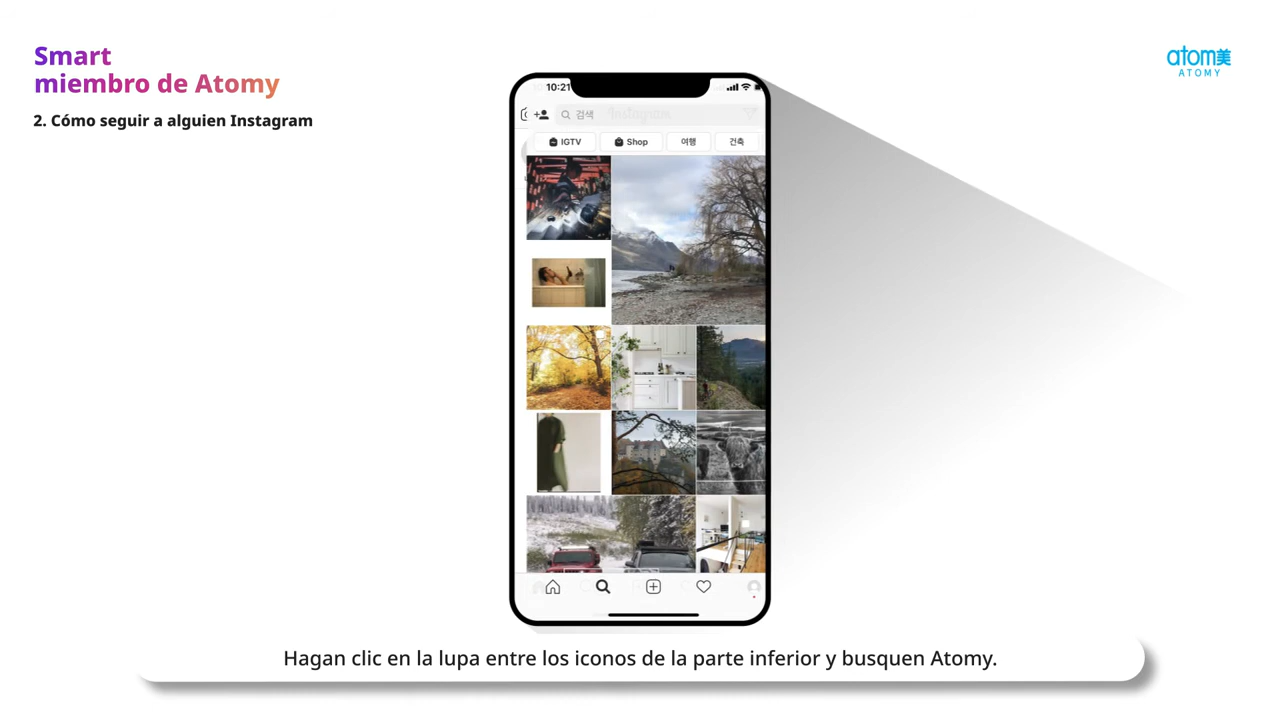 Smart
miembro de Atomy
2. Cómo seguir a alguien Instagram
atom美
ATOMY
10:21
검색 Instagram
IGTV Shop 여행 건축
Hagan clic en la lupa entre los iconos de la parte inferior y busquen Atomy.